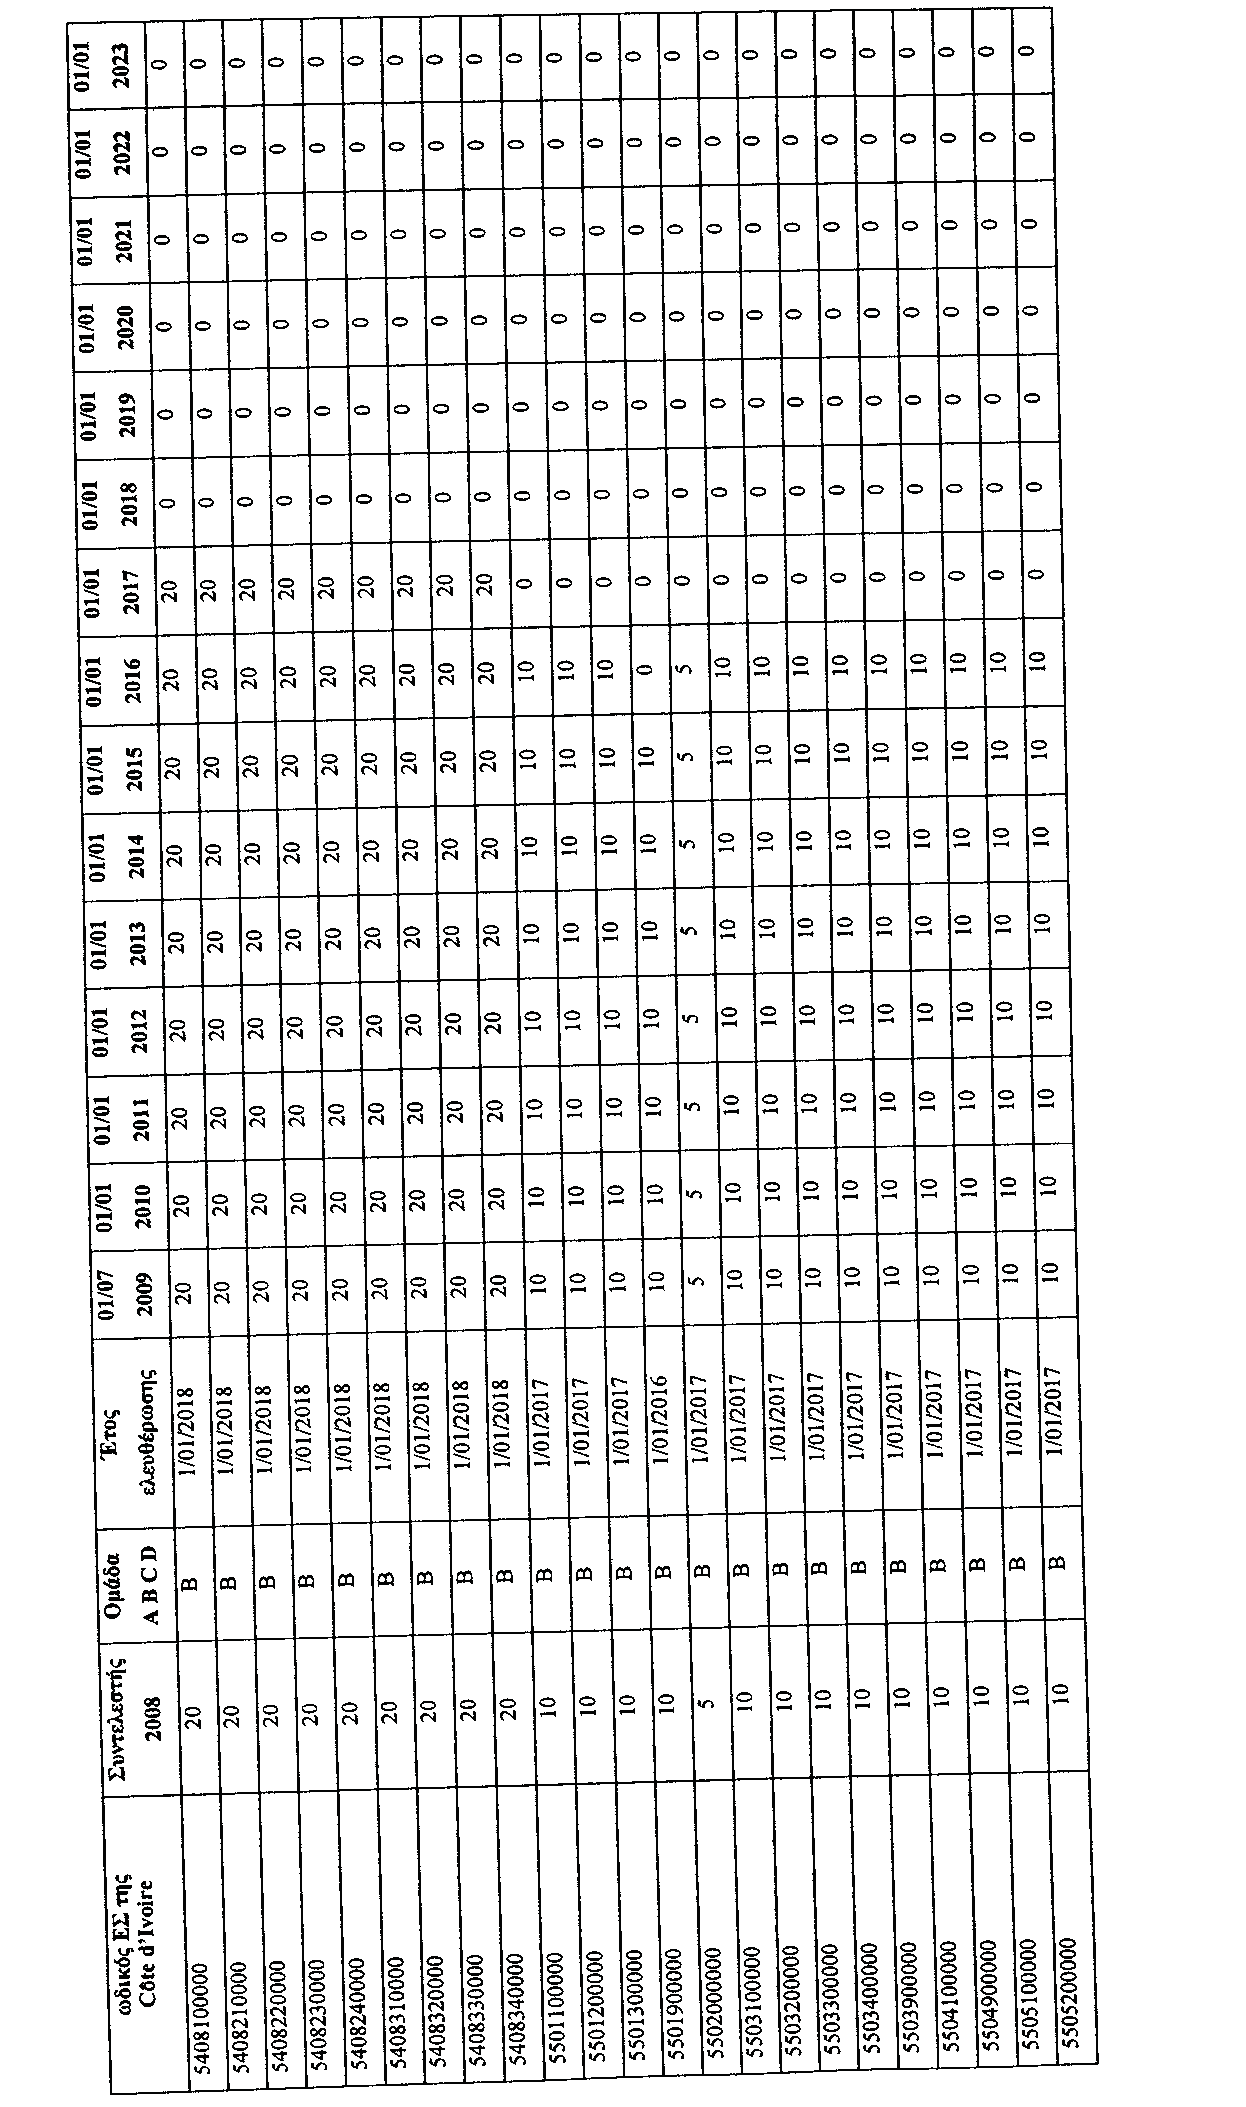 ωδικός ΕΣ της Côte d'Ivoire Συντελεστής 2008 Ομάδα A B C D Έτος ελευθέρωσης 01/07 2009 01/01 2010 01/01 2011 01/01 2012 01/01 2013 01/01 2014 01/01 2015 01/01 2016 01/01 2017 01/01 2018 01/01 2019 01/01 2020 01/01 2021 01/01 2022 01/01 2023
5408100000 20 B 1/01/2018 20 20 20 20 20 20 20 20 20 0 0 0 0 0 0
5408210000 20 B 1/01/2018 20 20 20 20 20 20 20 20 20 0 0 0 0 0 0
5408220000 20 B 1/01/2018 20 20 20 20 20 20 20 20 20 0 0 0 0 0 0
5408230000 20 B 1/01/2018 20 20 20 20 20 20 20 20 20 0 0 0 0 0 0
5408240000 20 B 1/01/2018 20 20 20 20 20 20 20 20 20 0 0 0 0 0 0
5408310000 20 B 1/01/2018 20 20 20 20 20 20 20 20 20 0 0 0 0 0 0
5408320000 20 B 1/01/2018 20 20 20 20 20 20 20 20 20 0 0 0 0 0 0
5408330000 20 B 1/01/2018 20 20 20 20 20 20 20 20 20 0 0 0 0 0 0
5408340000 20 B 1/01/2018 20 20 20 20 20 20 20 20 20 0 0 0 0 0 0
5501100000 10 B 1/01/2017 10 10 10 10 10 10 10 10 0 0 0 0 0 0 0
5501200000 10 B 1/01/2017 10 10 10 10 10 10 10 10 0 0 0 0 0 0 0
5501300000 10 B 1/01/2017 10 10 10 10 10 10 10 10 0 0 0 0 0 0 0
5501900000 10 B 1/01/2016 10 10 10 10 10 10 10 0 0 0 0 0 0 0 0
5502000000 5 B 1/01/2017 5 5 5 5 5 5 5 5 0 0 0 0 0 0 0
5503100000 10 B 1/01/2017 10 10 10 10 10 10 10 10 0 0 0 0 0 0 0
5503200000 10 B 1/01/2017 10 10 10 10 10 10 10 10 0 0 0 0 0 0 0
5503300000 10 B 1/01/2017 10 10 10 10 10 10 10 10 0 0 0 0 0 0 0
5503400000 10 B 1/01/2017 10 10 10 10 10 10 10 10 0 0 0 0 0 0 0
5503900000 10 B 1/01/2017 10 10 10 10 10 10 10 10 0 0 0 0 0 0 0
5504100000 10 B 1/01/2017 10 10 10 10 10 10 10 10 0 0 0 0 0 0 0
5504900000 10 B 1/01/2017 10 10 10 10 10 10 10 10 0 0 0 0 0 0 0
5505100000 10 B 1/01/2017 10 10 10 10 10 10 10 10 0 0 0 0 0 0 0
5505200000 10 B 1/01/2017 10 10 10 10 10 10 10 10 0 0 0 0 0 0 0